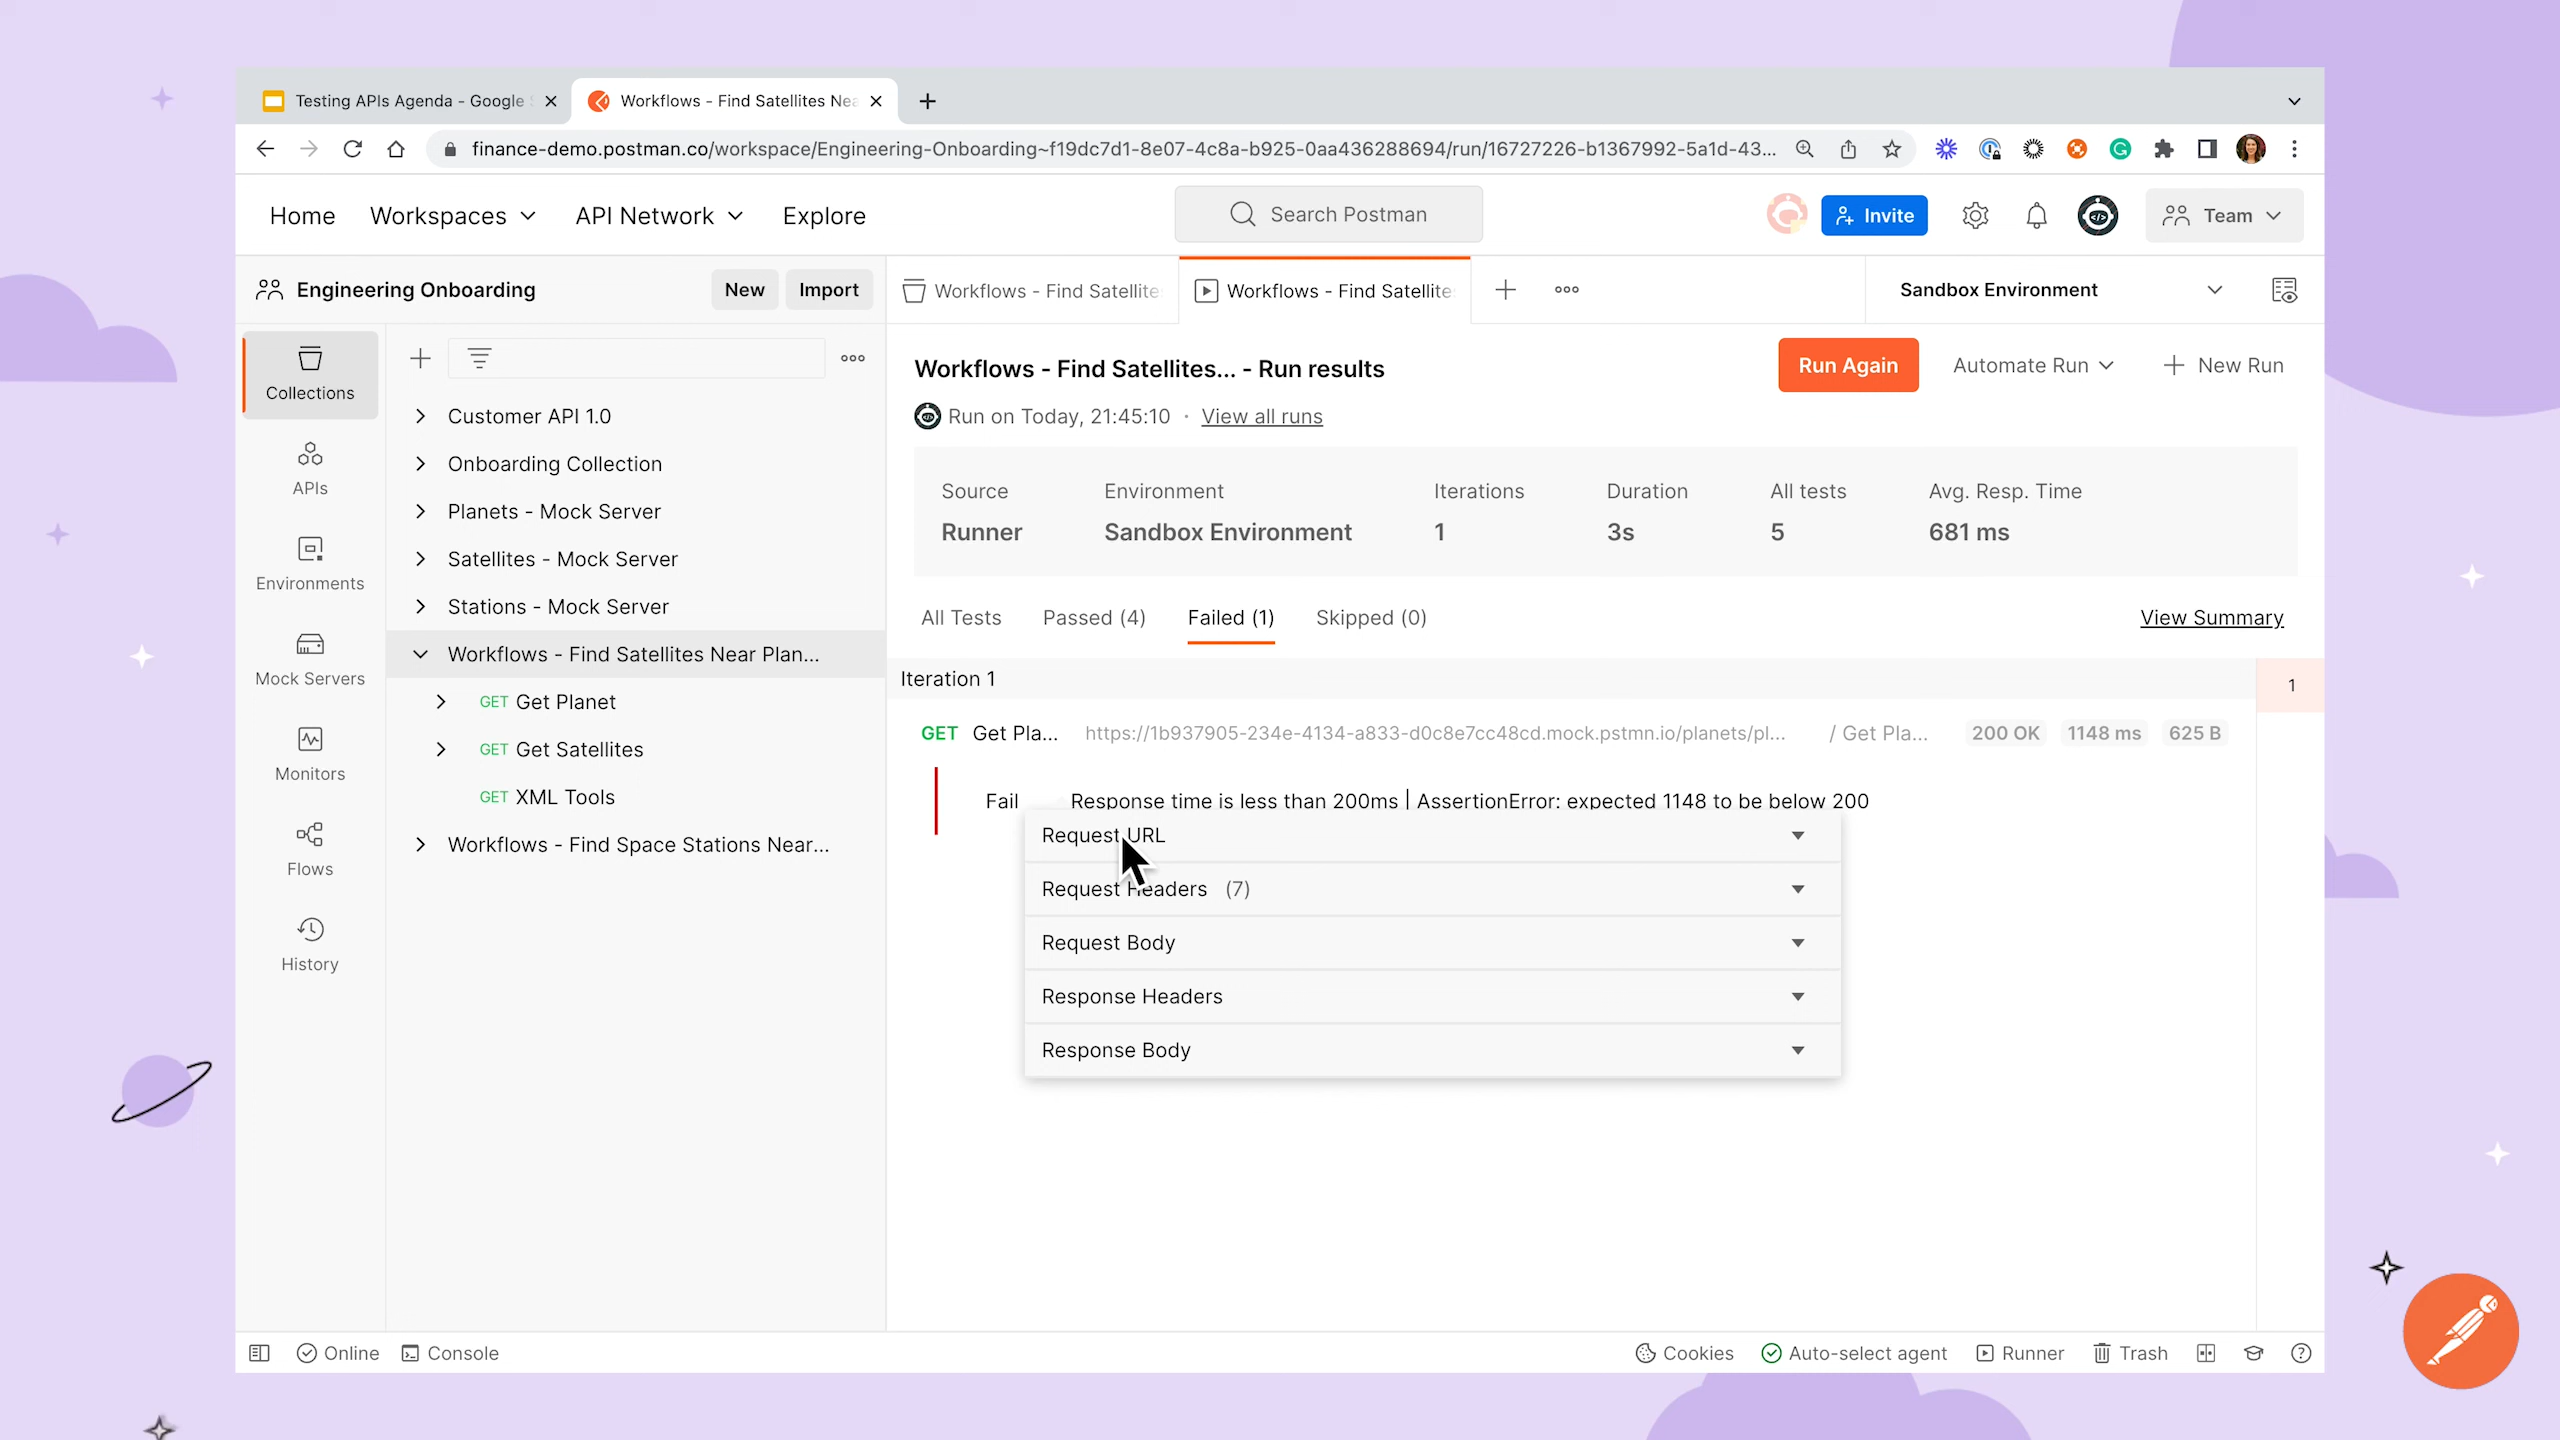 Testing APIs Agenda - Google
Workflows - Find Satellites Nea
finance-demo.postman.co/workspace/Engineering-Onboarding~f19dc7d1-8e07-4c8a-b925-0aa436288694/run/16727226-b1367992-5a1d-43...
Home Workspaces API Network Explore
Search Postman
Invite
Team
Engineering Onboarding
New
Import
Workflows - Find Satellites
Workflows - Find Satellites
Sandbox Environment
Collections
APIs
Environments
Mock Servers
Monitors
Flows
History
Customer API 1.0
Onboarding Collection
Planets - Mock Server
Satellites - Mock Server
Stations - Mock Server
Workflows - Find Satellites Near Plan...
GET Get Planet
GET Get Satellites
GET XML Tools
Workflows - Find Space Stations Near...
Workflows - Find Satellites... - Run results
Run Again
Automate Run
New Run
Run on Today, 21:45:10 · View all runs
Source Environment Iterations Duration All tests Avg. Resp. Time
Runner Sandbox Environment 1 3s 5 681 ms
All Tests Passed (4) Failed (1) Skipped (0) View Summary
Iteration 1
1
GET Get Pla... https://1b937905-234e-4134-a833-d0c8e7cc48cd.mock.pstmn.io/planets/pl... / Get Pla... 200 OK 1148 ms 625 B
Fail Response time is less than 200ms | AssertionError: expected 1148 to be below 200
Request URL
Request Headers (7)
Request Body
Response Headers
Response Body
Online
Console
Cookies
Auto-select agent
Runner
Trash